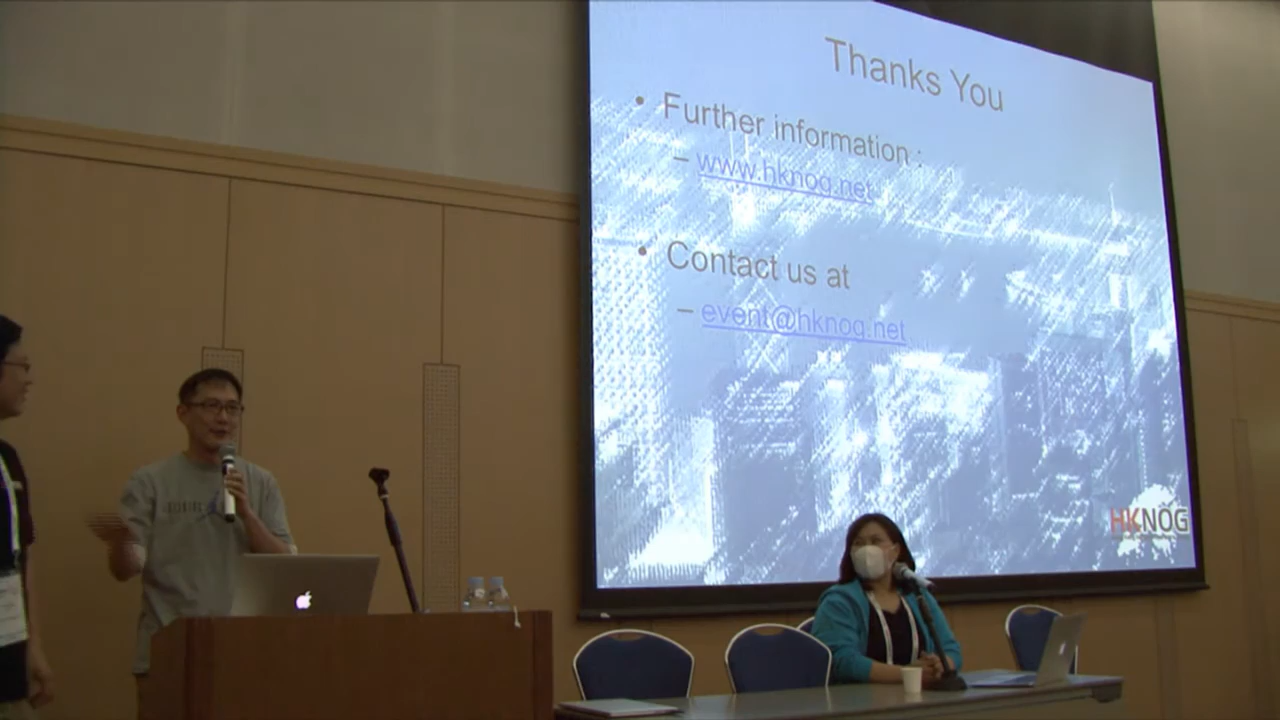 Thanks You
• Further information :
– www.hknog.net
• Contact us at
– event@hknog.net
HKNOG